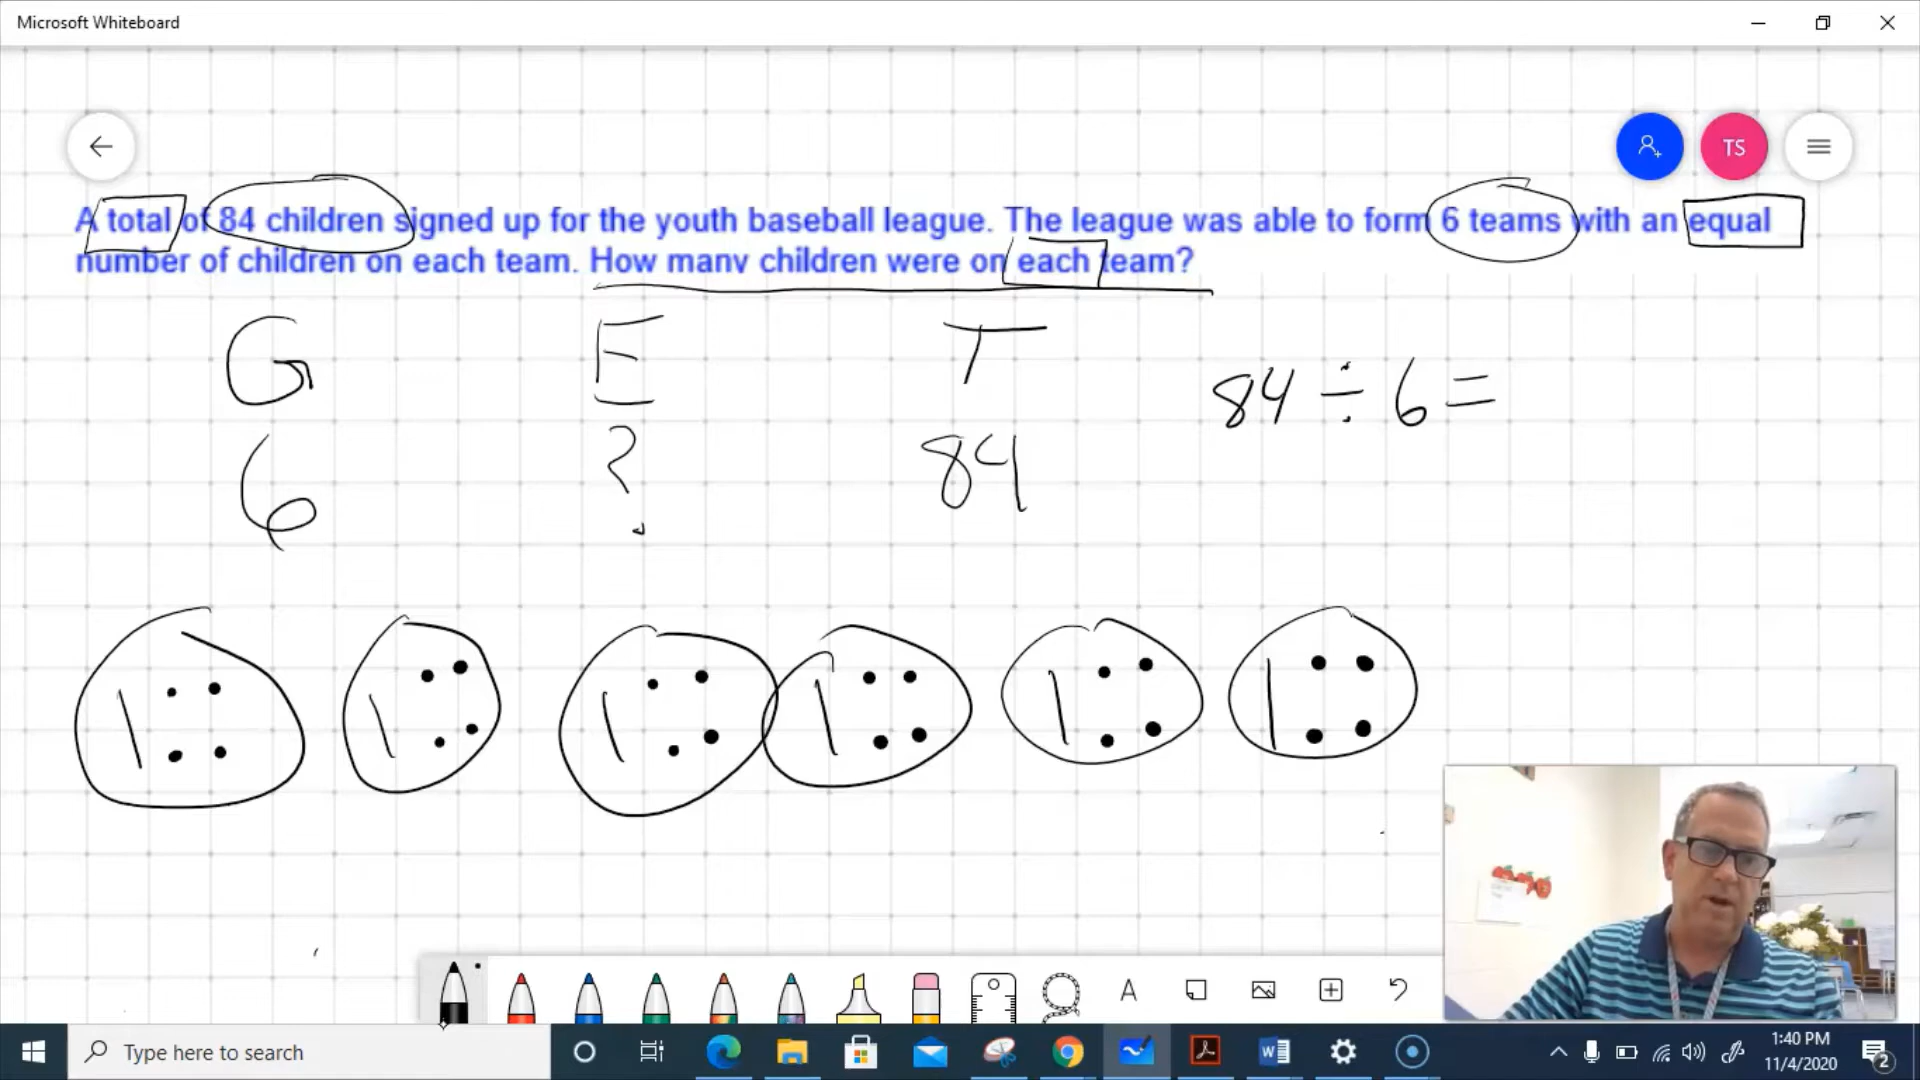 Microsoft Whiteboard
TS
A total of 84 children signed up for the youth baseball league. The league was able to form 6 teams with an equal
number of children on each team. How many children were on each team?
G E T
84 ÷ 6 =
6 ? 84
A
Type here to search
1:40 PM
11/4/2020
2